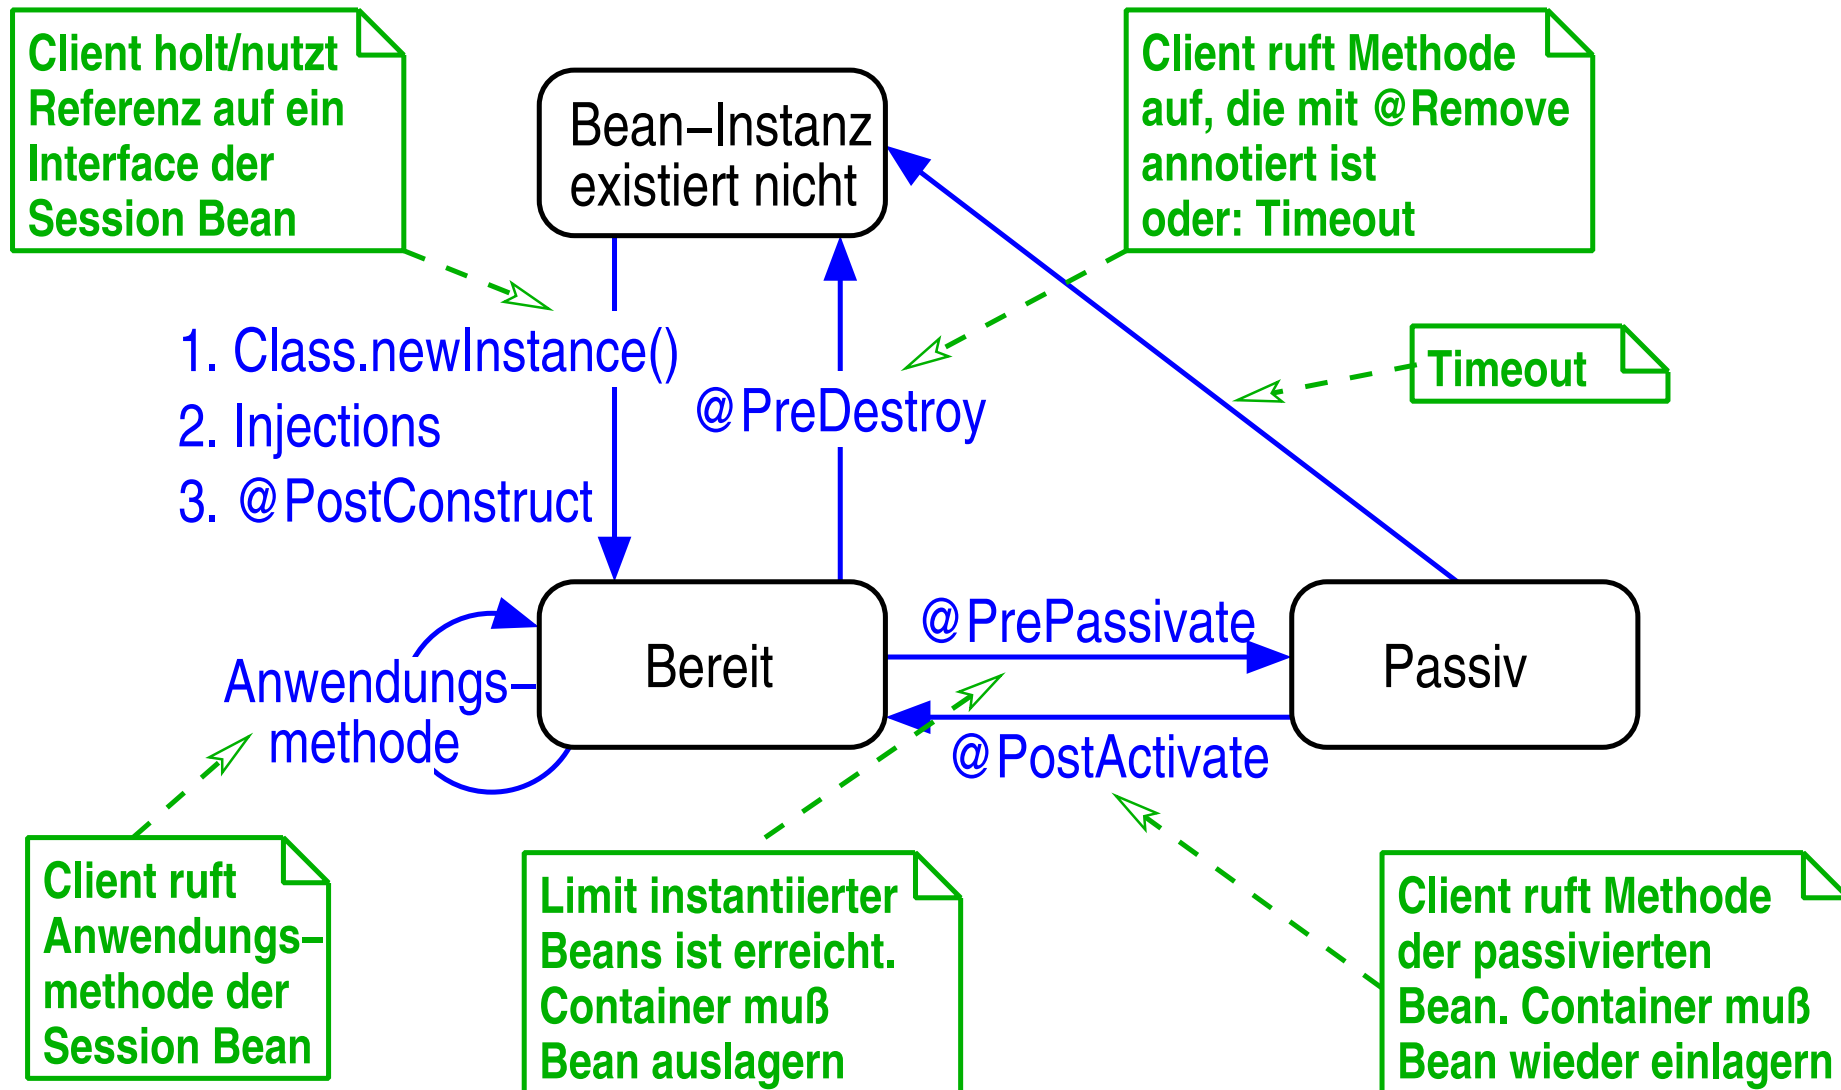 Client holt/nutzt
Referenz auf ein
Interface der
Session Bean
Bean–Instanz
existiert nicht
Client ruft Methode
auf, die mit @Remove
annotiert ist
oder: Timeout
1. Class.newInstance()
2. Injections
3. @PostConstruct
@PreDestroy
Timeout
Anwendungs–
methode
Bereit
@PrePassivate
@PostActivate
Passiv
Client ruft
Anwendungs–
methode der
Session Bean
Limit instantiierter
Beans ist erreicht.
Container muß
Bean auslagern
Client ruft Methode
der passivierten
Bean. Container muß
Bean wieder einlagern